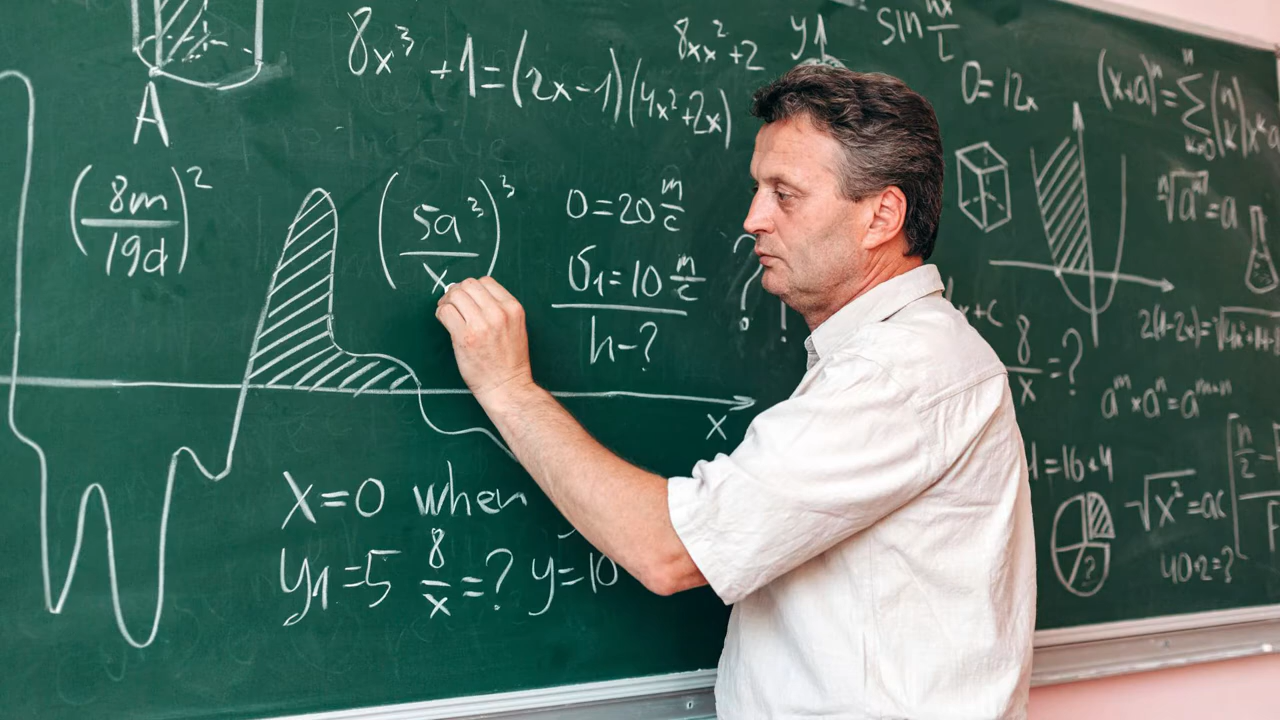 8x³ +1=(2x-1)(4x²+2x)
8xx²+2
y
sin nx/L
0=12x
A
(8m/19d)²
(5a³/x)³
0=20 m/c
σ₁=10 m/c
h-?
?
x
x=0 when
y1=5 8/x=? y=10
ⁿ√aⁿ=a
8/x=?
2(1-2x)=
aᵐxaⁿ=aᵐ⁺ⁿ
=16+4
√x²=ac
?
40·2=?